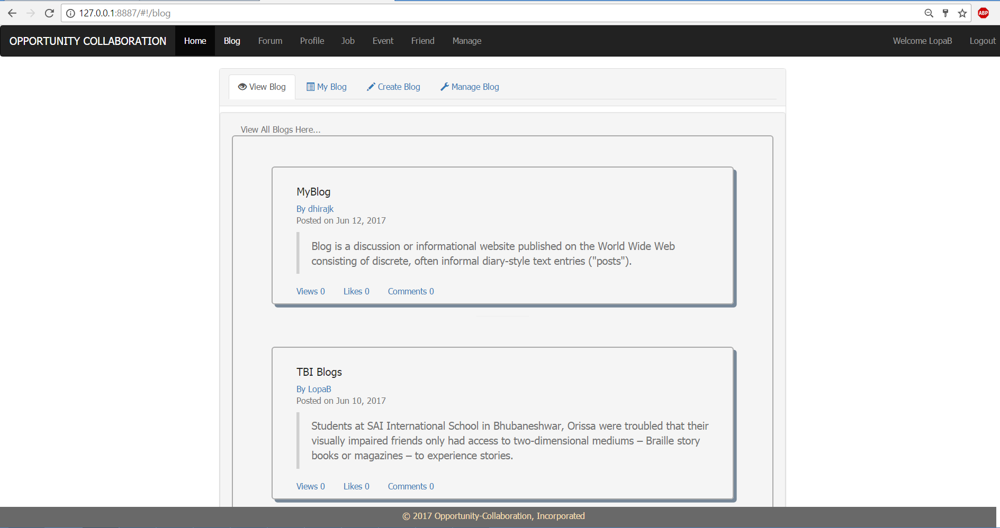 127.0.0.1:8887/#!/blog
ABP
OPPORTUNITY COLLABORATION Home Blog Forum Profile Job Event Friend Manage Welcome LopaB Logout
View Blog My Blog Create Blog Manage Blog
View All Blogs Here...
MyBlog
By dhirajk
Posted on Jun 12, 2017
Blog is a discussion or informational website published on the World Wide Web
consisting of discrete, often informal diary-style text entries ("posts").
Views 0 Likes 0 Comments 0
TBI Blogs
By LopaB
Posted on Jun 10, 2017
Students at SAI International School in Bhubaneshwar, Orissa were troubled that their
visually impaired friends only had access to two-dimensional mediums – Braille story
books or magazines – to experience stories.
Views 0 Likes 0 Comments 0
© 2017 Opportunity-Collaboration, Incorporated